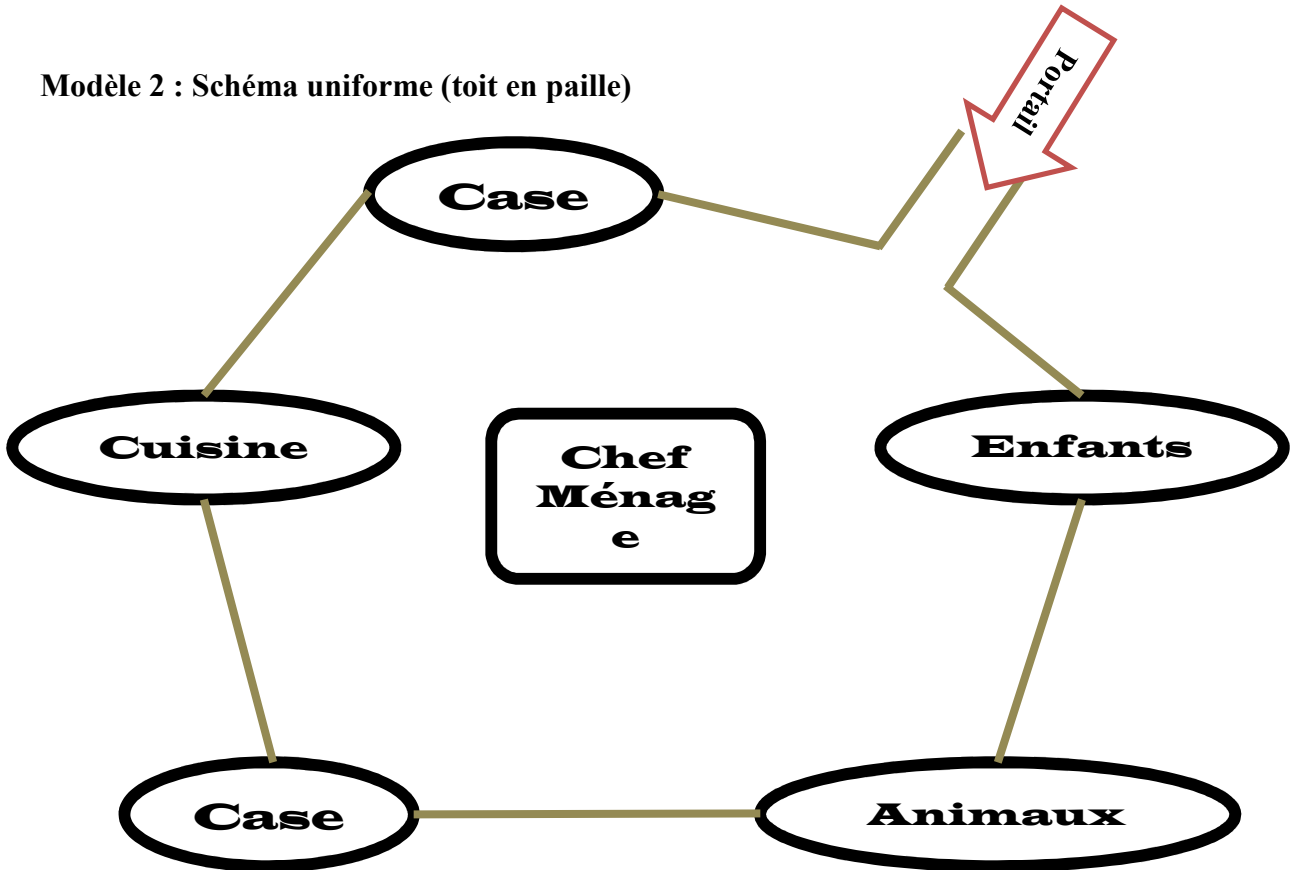 Portail
Modèle 2 : Schéma uniforme (toit en paille)
Case
Cuisine
Chef
Ménag
e
Enfants
Case
Animaux